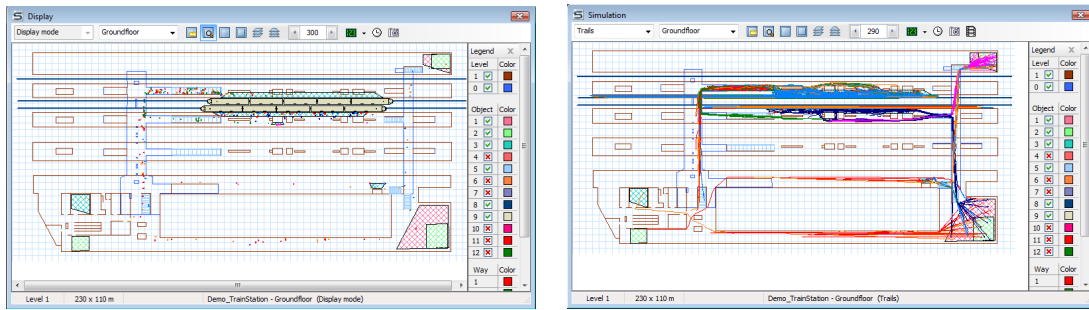 Display
Display mode
Groundfloor
300
Legend X
Level Color
1
0
Object Color
1
2
3
4
5
6
7
8
9
10
11
12
Way Color
1
Level 1 230 x 110 m Demo_TrainStation - Groundfloor (Display mode)
Simulation
Trails
Groundfloor
290
Legend X
Level Color
1
0
Object Color
1
2
3
4
5
6
7
8
9
10
11
12
Way Color
1
Level 1 230 x 110 m Demo_TrainStation - Groundfloor (Trails)